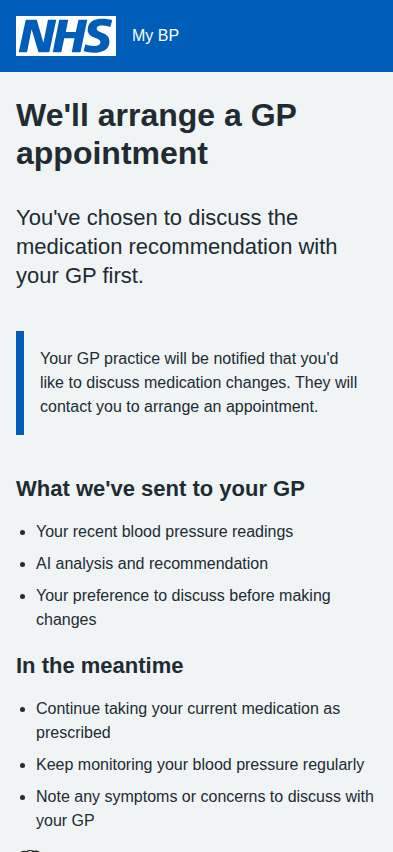 NHS My BP
We'll arrange a GP
appointment
You've chosen to discuss the
medication recommendation with
your GP first.
Your GP practice will be notified that you'd
like to discuss medication changes. They will
contact you to arrange an appointment.
What we've sent to your GP
• Your recent blood pressure readings
• AI analysis and recommendation
• Your preference to discuss before making
changes
In the meantime
• Continue taking your current medication as
prescribed
• Keep monitoring your blood pressure regularly
• Note any symptoms or concerns to discuss with
your GP